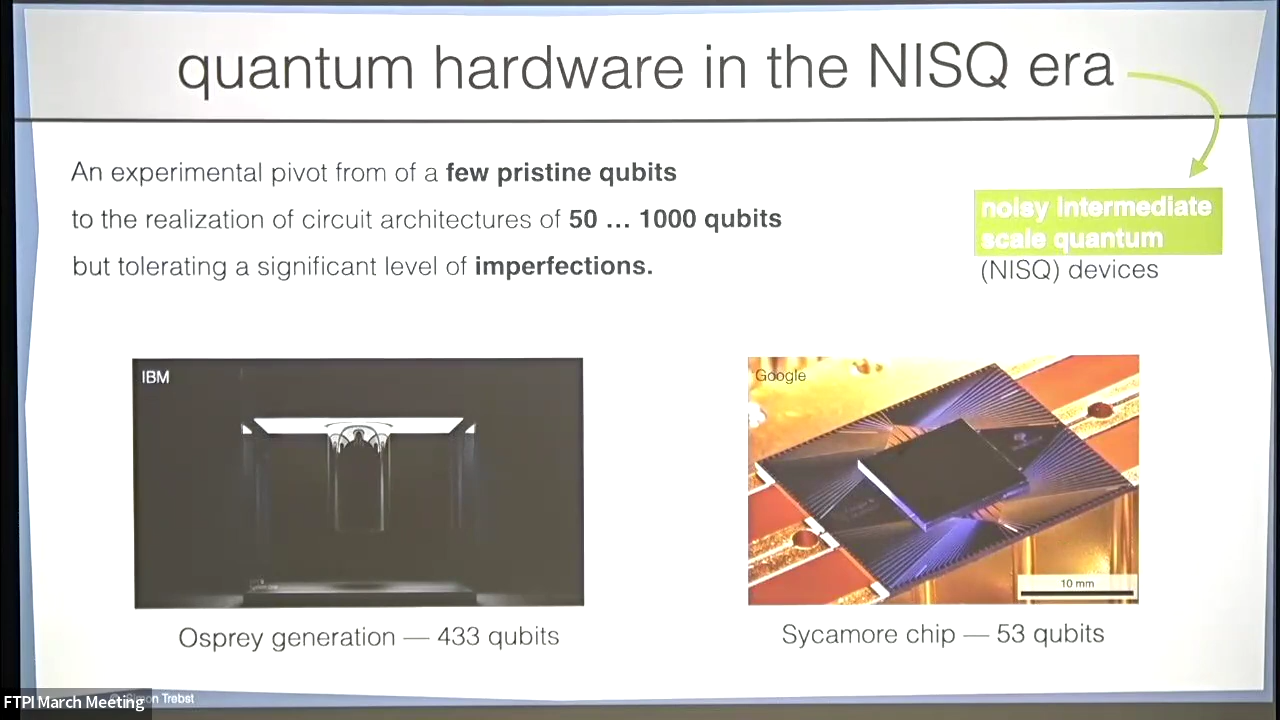 quantum hardware in the NISQ era
An experimental pivot from of a few pristine qubits
to the realization of circuit architectures of 50 ... 1000 qubits
but tolerating a significant level of imperfections.
noisy intermediate
scale quantum
(NISQ) devices
IBM
Google
10 mm
Osprey generation — 433 qubits
Sycamore chip — 53 qubits
FTPI March Meeting
Trebst